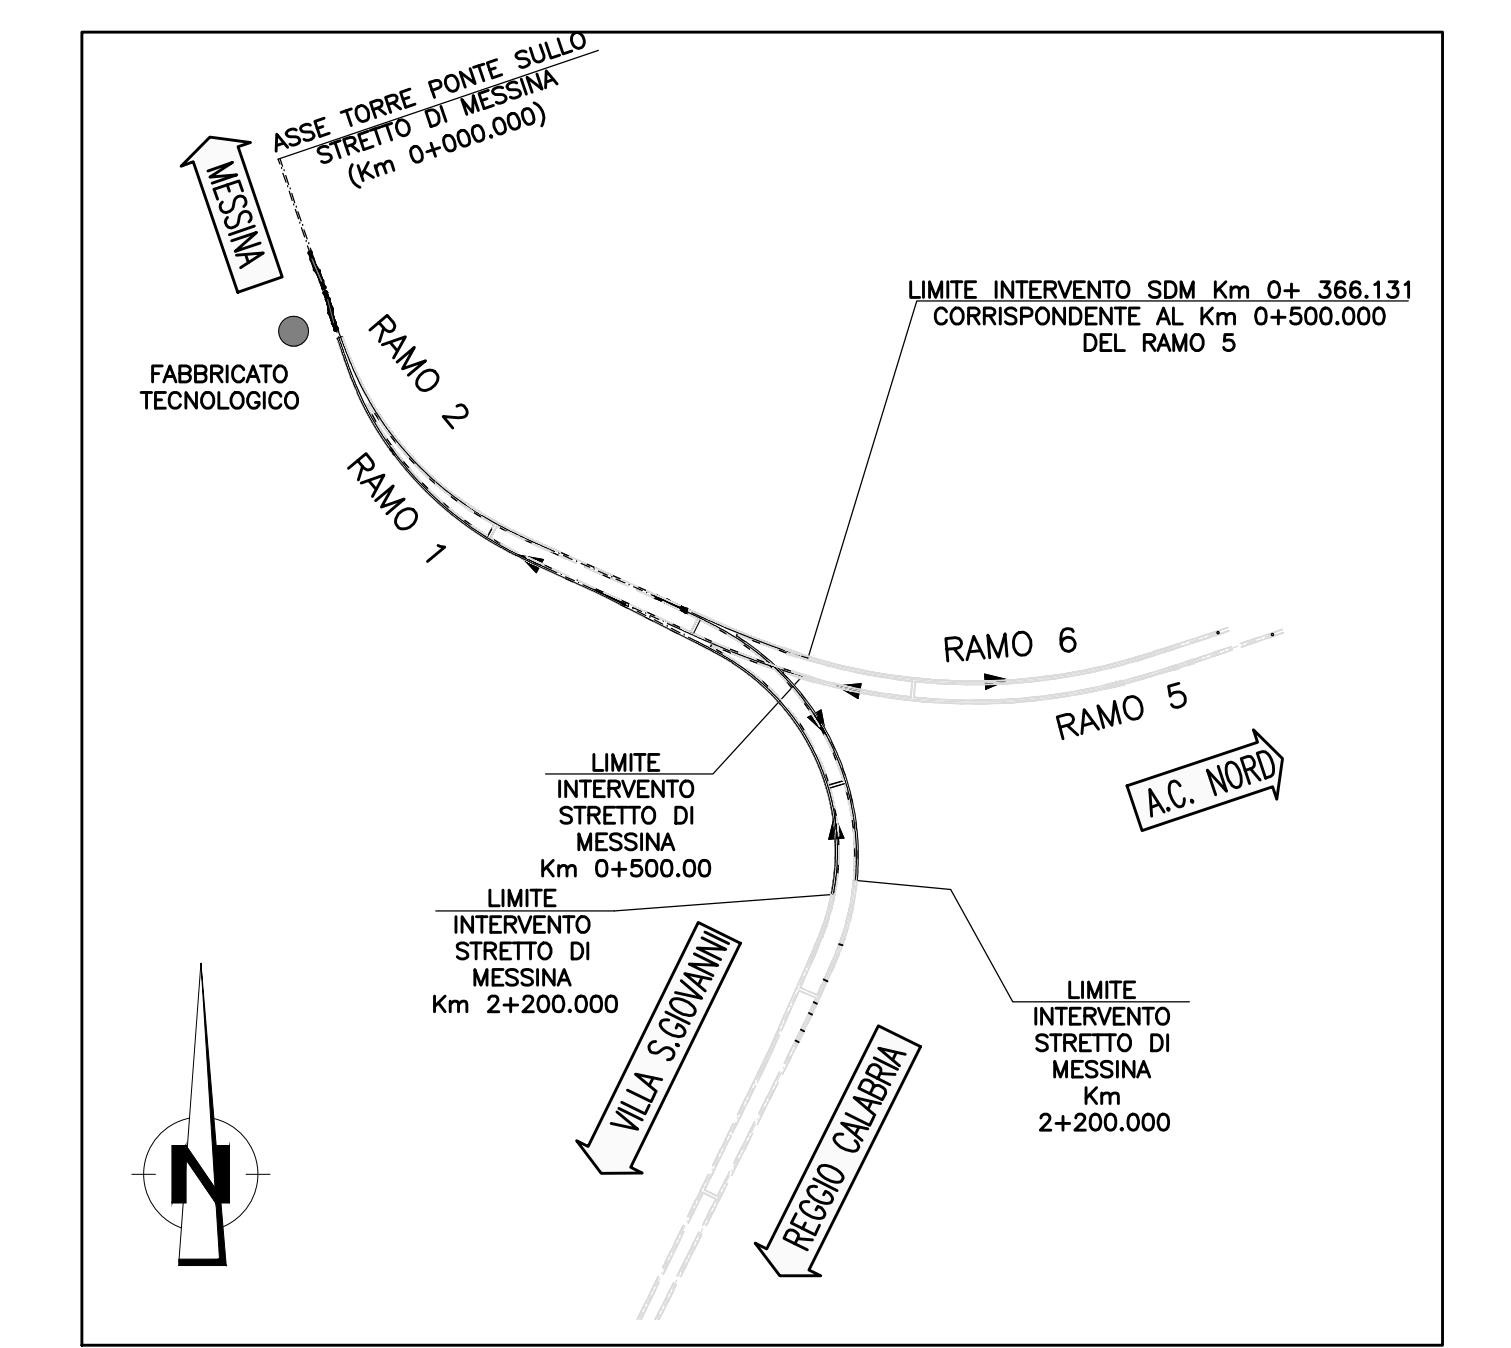 ASSE TORRE PONTE SULLO
STRETTO DI MESSINA
(Km 0+000.000)
MESSINA
LIMITE INTERVENTO SDM Km 0+ 366.131
CORRISPONDENTE AL Km 0+500.000
DEL RAMO 5
FABBRICATO
TECNOLOGICO
RAMO 2
RAMO 1
RAMO 6
RAMO 5
A.C. NORD
LIMITE
INTERVENTO
STRETTO DI
MESSINA
Km 0+500.00
LIMITE
INTERVENTO
STRETTO DI
MESSINA
Km 2+200.000
VILLA S.GIOVANNI
LIMITE
INTERVENTO
STRETTO DI
MESSINA
Km
2+200.000
REGGIO CALABRIA
N